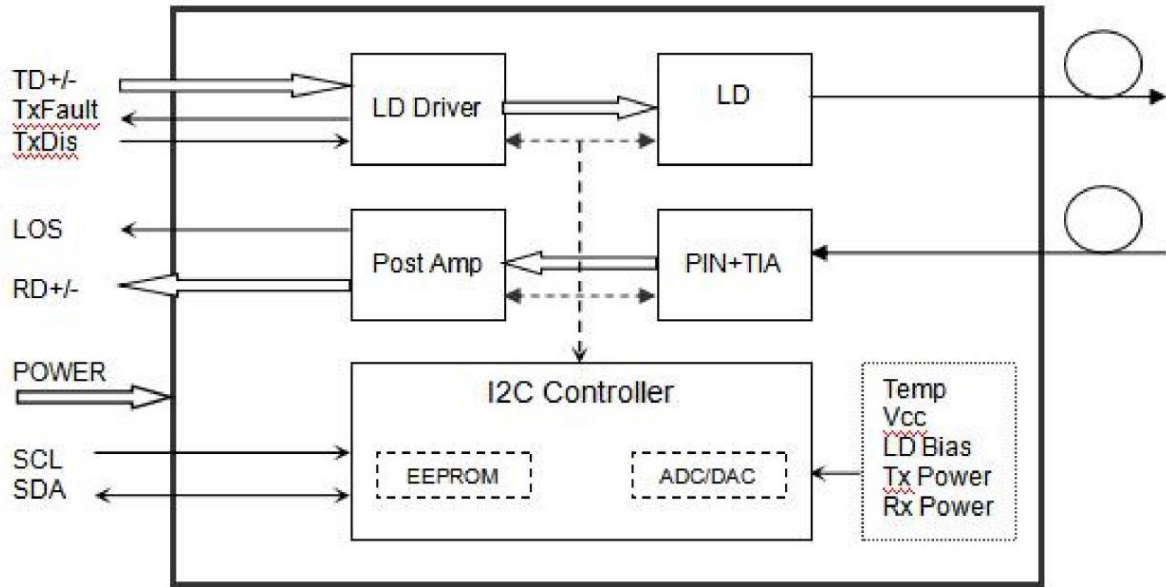 TD+/-
TxFault
TxDis
LD Driver
LD
LOS
RD+/-
Post Amp
PIN+TIA
POWER
SCL
SDA
I2C Controller
EEPROM
ADC/DAC
Temp
Vcc
LD Bias
Tx Power
Rx Power